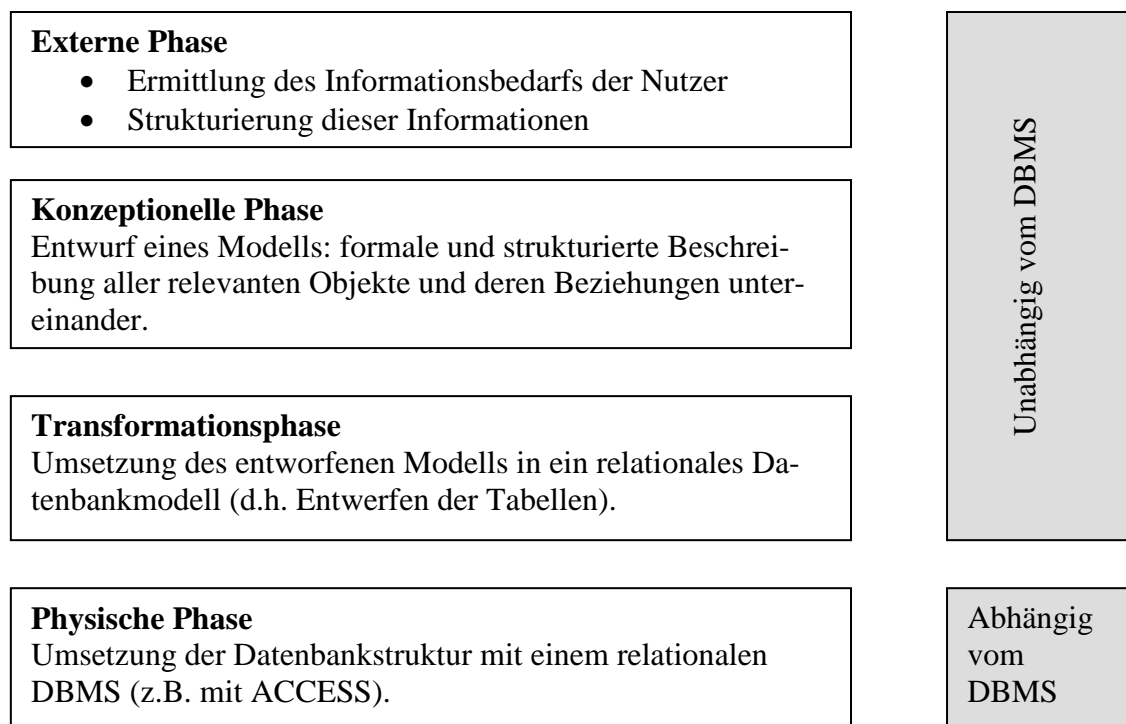 Externe Phase
• Ermittlung des Informationsbedarfs der Nutzer
• Strukturierung dieser Informationen
Konzeptionelle Phase
Entwurf eines Modells: formale und strukturierte Beschrei-
bung aller relevanten Objekte und deren Beziehungen unter-
einander.
Transformationsphase
Umsetzung des entworfenen Modells in ein relationales Da-
tenbankmodell (d.h. Entwerfen der Tabellen).
Unabhängig vom DBMS
Physische Phase
Umsetzung der Datenbankstruktur mit einem relationalen
DBMS (z.B. mit ACCESS).
Abhängig
vom
DBMS